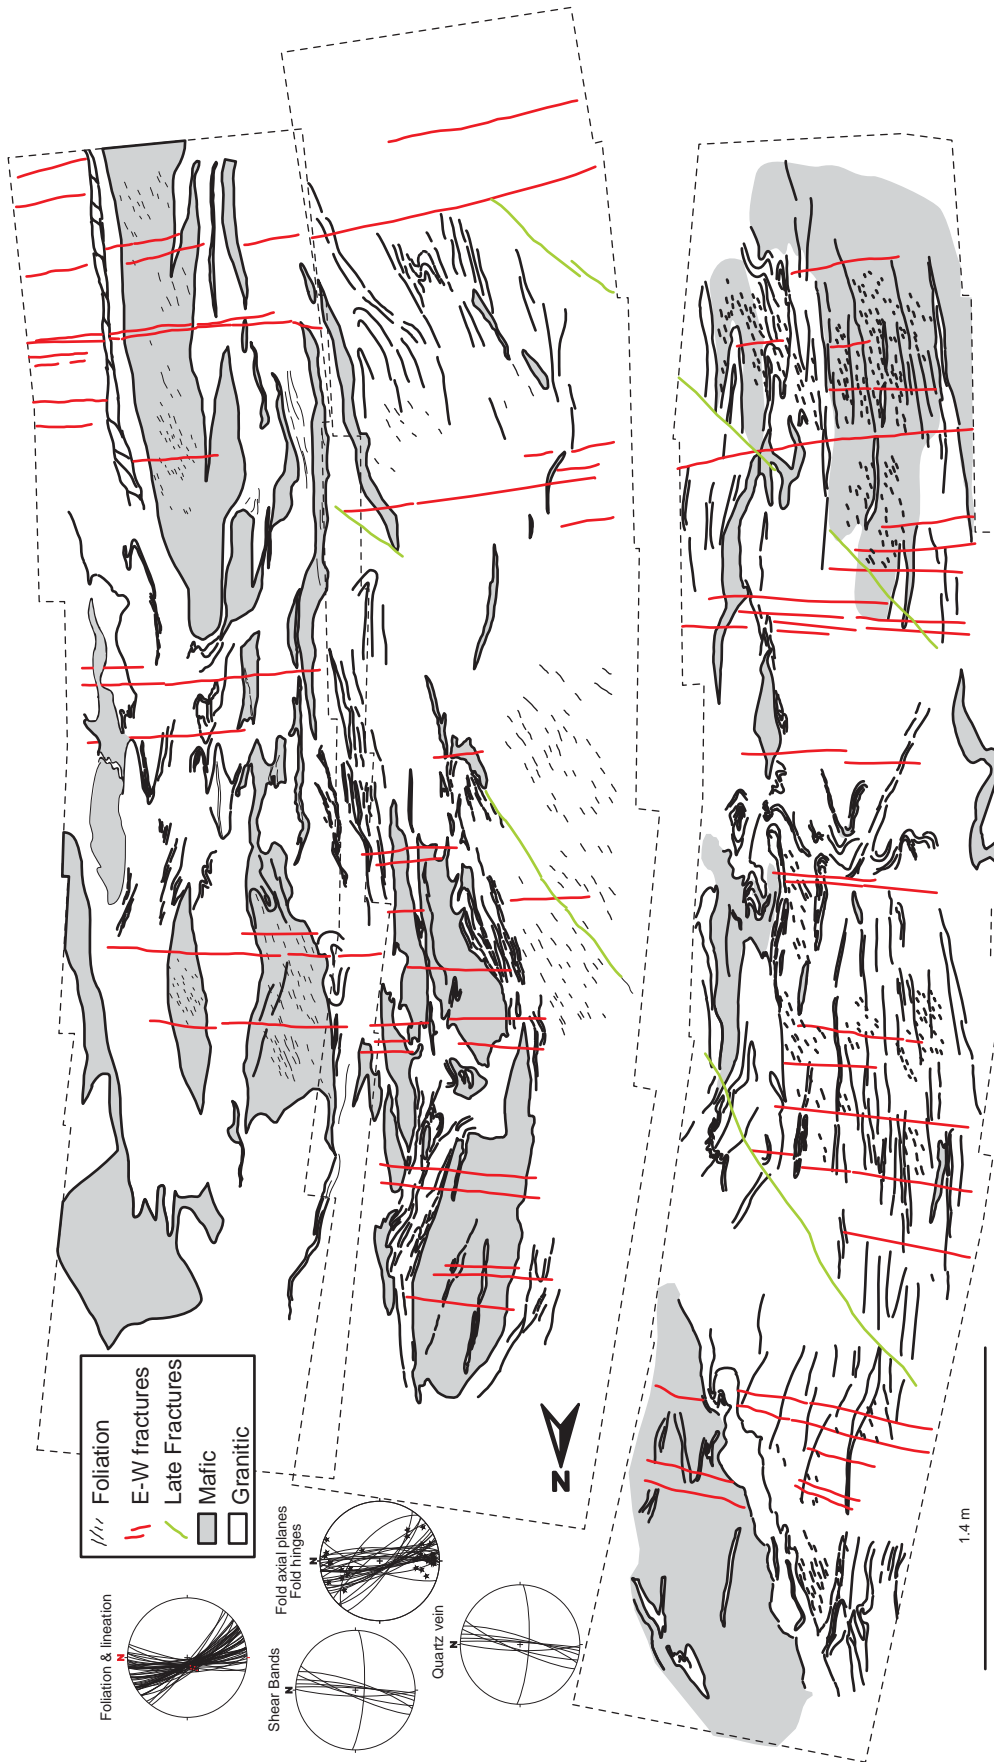 Foliation
E-W fractures
Late Fractures
Mafic
Granitic
N
Foliation & lineation
N
Fold axial planes
Fold hinges
N
Shear Bands
N
Quartz vein
N
1.4 m